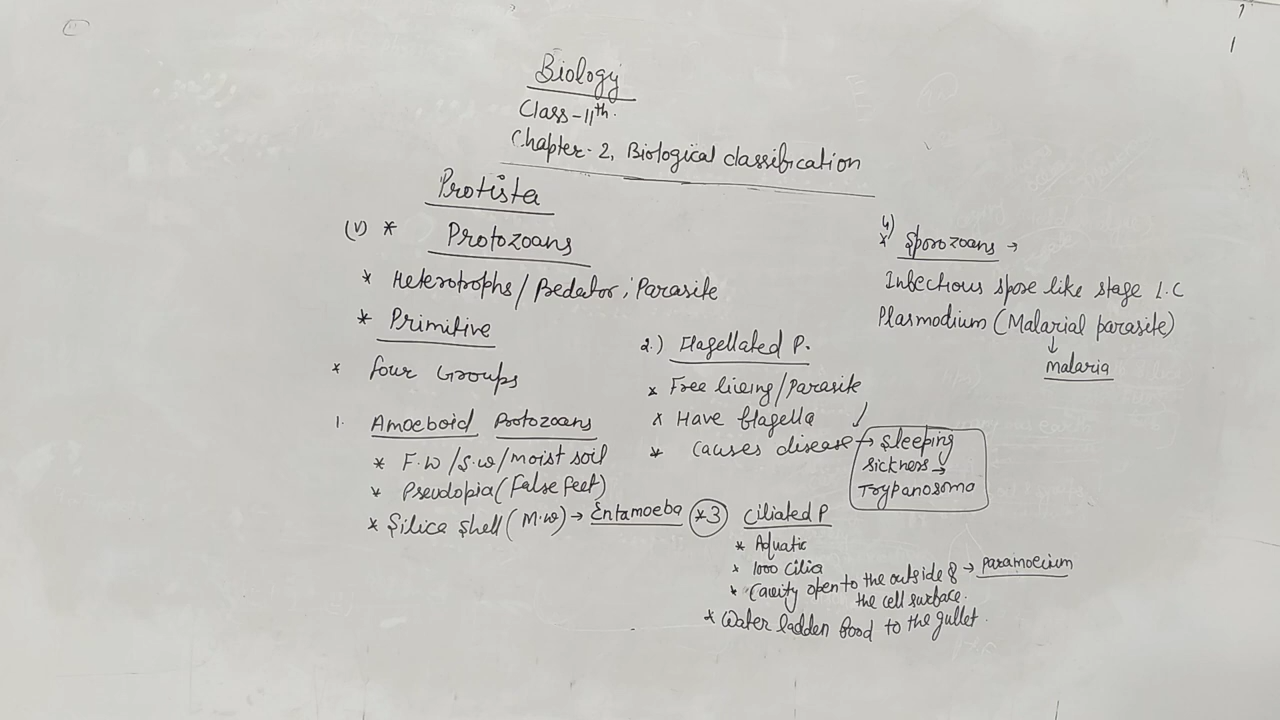 Biology
Class-11th.
Chapter-2, Biological classification
Protista
(V) * Protozoans
* Heterotrophs/Predator, Parasite
* Primitive
* Four Groups
1. Amoeboid Protozoans
* F.W/S.W/moist soil
* Pseudopia (False feet)
* Silica shell (M.W) → Entamoeba
2.) Flagellated P.
* Free living/Parasite
* Have flagella
* Causes disease → Sleeping
Sickness →
Trypanosoma
*3 Ciliated P
* Aquatic
* 1000 Cilia
* Cavity open to the outside of → paramoecium
the cell surface.
* Water ladden food to the gullet.
4)
* Sporozoans →
Infectious spore like stage L.C
Plasmodium (Malarial parasite)
↓
malaria